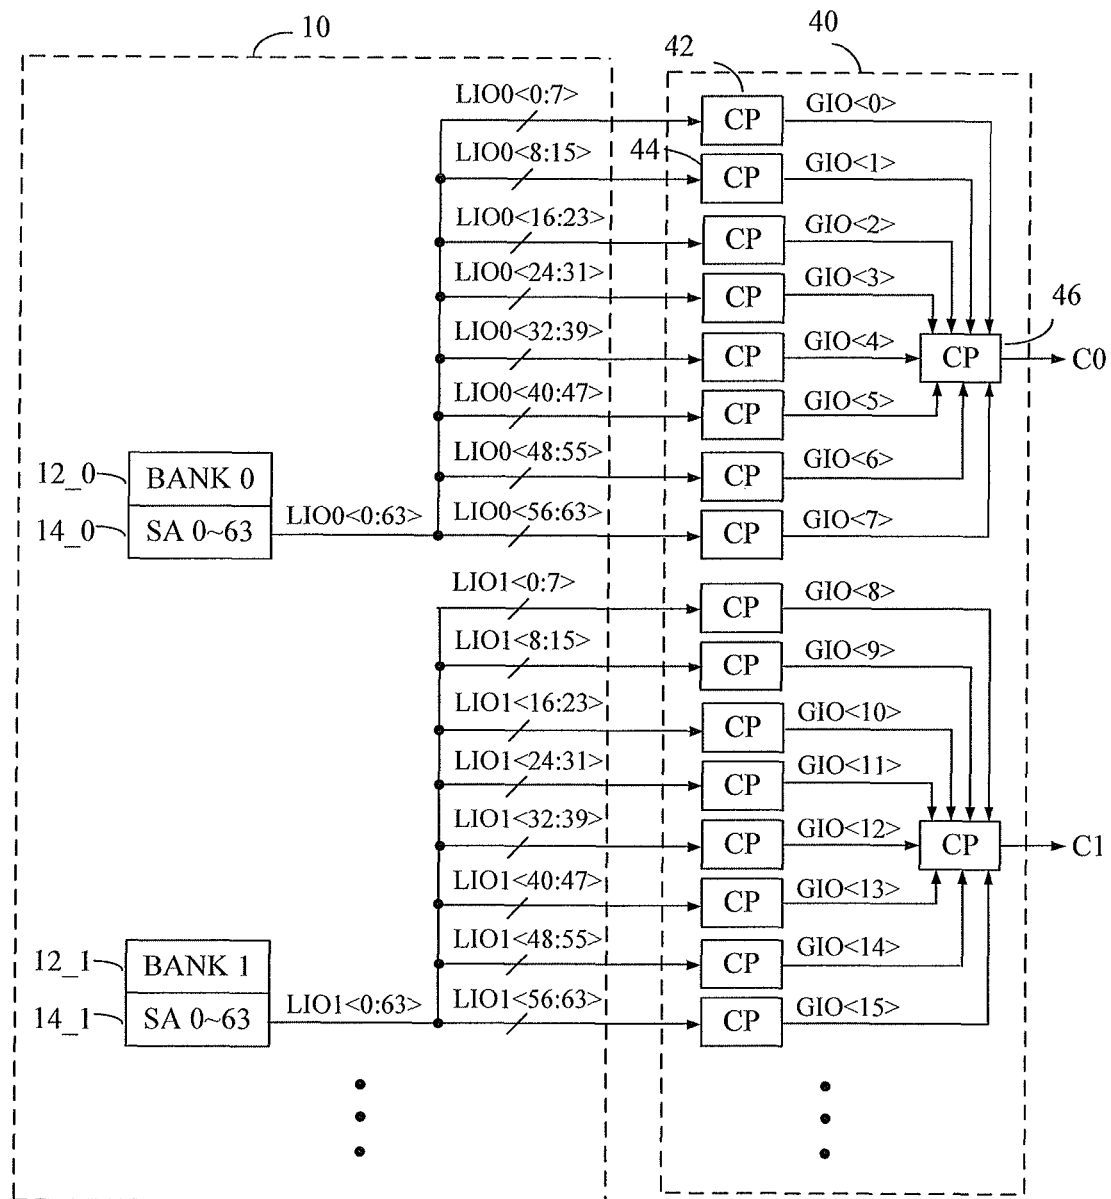 10
40
42
LIO0<0:7>
CP
GIO<0>
LIO0<8:15>
44
CP
GIO<1>
LIO0<16:23>
CP
GIO<2>
LIO0<24:31>
CP
GIO<3>
46
LIO0<32:39>
CP
GIO<4>
CP
C0
LIO0<40:47>
CP
GIO<5>
12_0
BANK 0
LIO0<48:55>
CP
GIO<6>
14_0
SA 0~63
LIO0<0:63>
LIO0<56:63>
CP
GIO<7>
LIO1<0:7>
CP
GIO<8>
LIO1<8:15>
CP
GIO<9>
LIO1<16:23>
CP
GIO<10>
LIO1<24:31>
CP
GIO<11>
LIO1<32:39>
CP
GIO<12>
CP
C1
LIO1<40:47>
CP
GIO<13>
12_1
BANK 1
LIO1<48:55>
CP
GIO<14>
14_1
SA 0~63
LIO1<0:63>
LIO1<56:63>
CP
GIO<15>